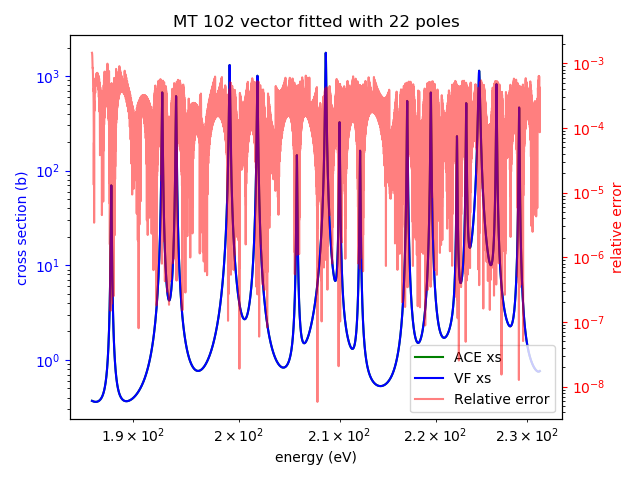 MT 102 vector fitted with 22 poles
cross section (b)
10³
10²
10¹
10⁰
10⁻³
10⁻⁴
10⁻⁵
10⁻⁶
10⁻⁷
10⁻⁸
relative error
ACE xs
VF xs
Relative error
1.9 × 10² 2 × 10² 2.1 × 10² 2.2 × 10² 2.3 × 10²
energy (eV)